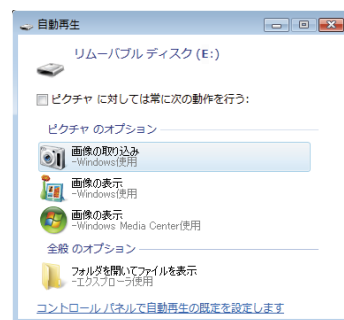 自動再生
リムーバブル ディスク (E:)
ピクチャ に対しては常に次の動作を行う:
ピクチャ のオプション
画像の取り込み
-Windows使用
画像の表示
-Windows使用
画像の表示
-Windows Media Center使用
全般 のオプション
フォルダを開いてファイルを表示
-エクスプローラ使用
コントロール パネルで自動再生の既定を設定します